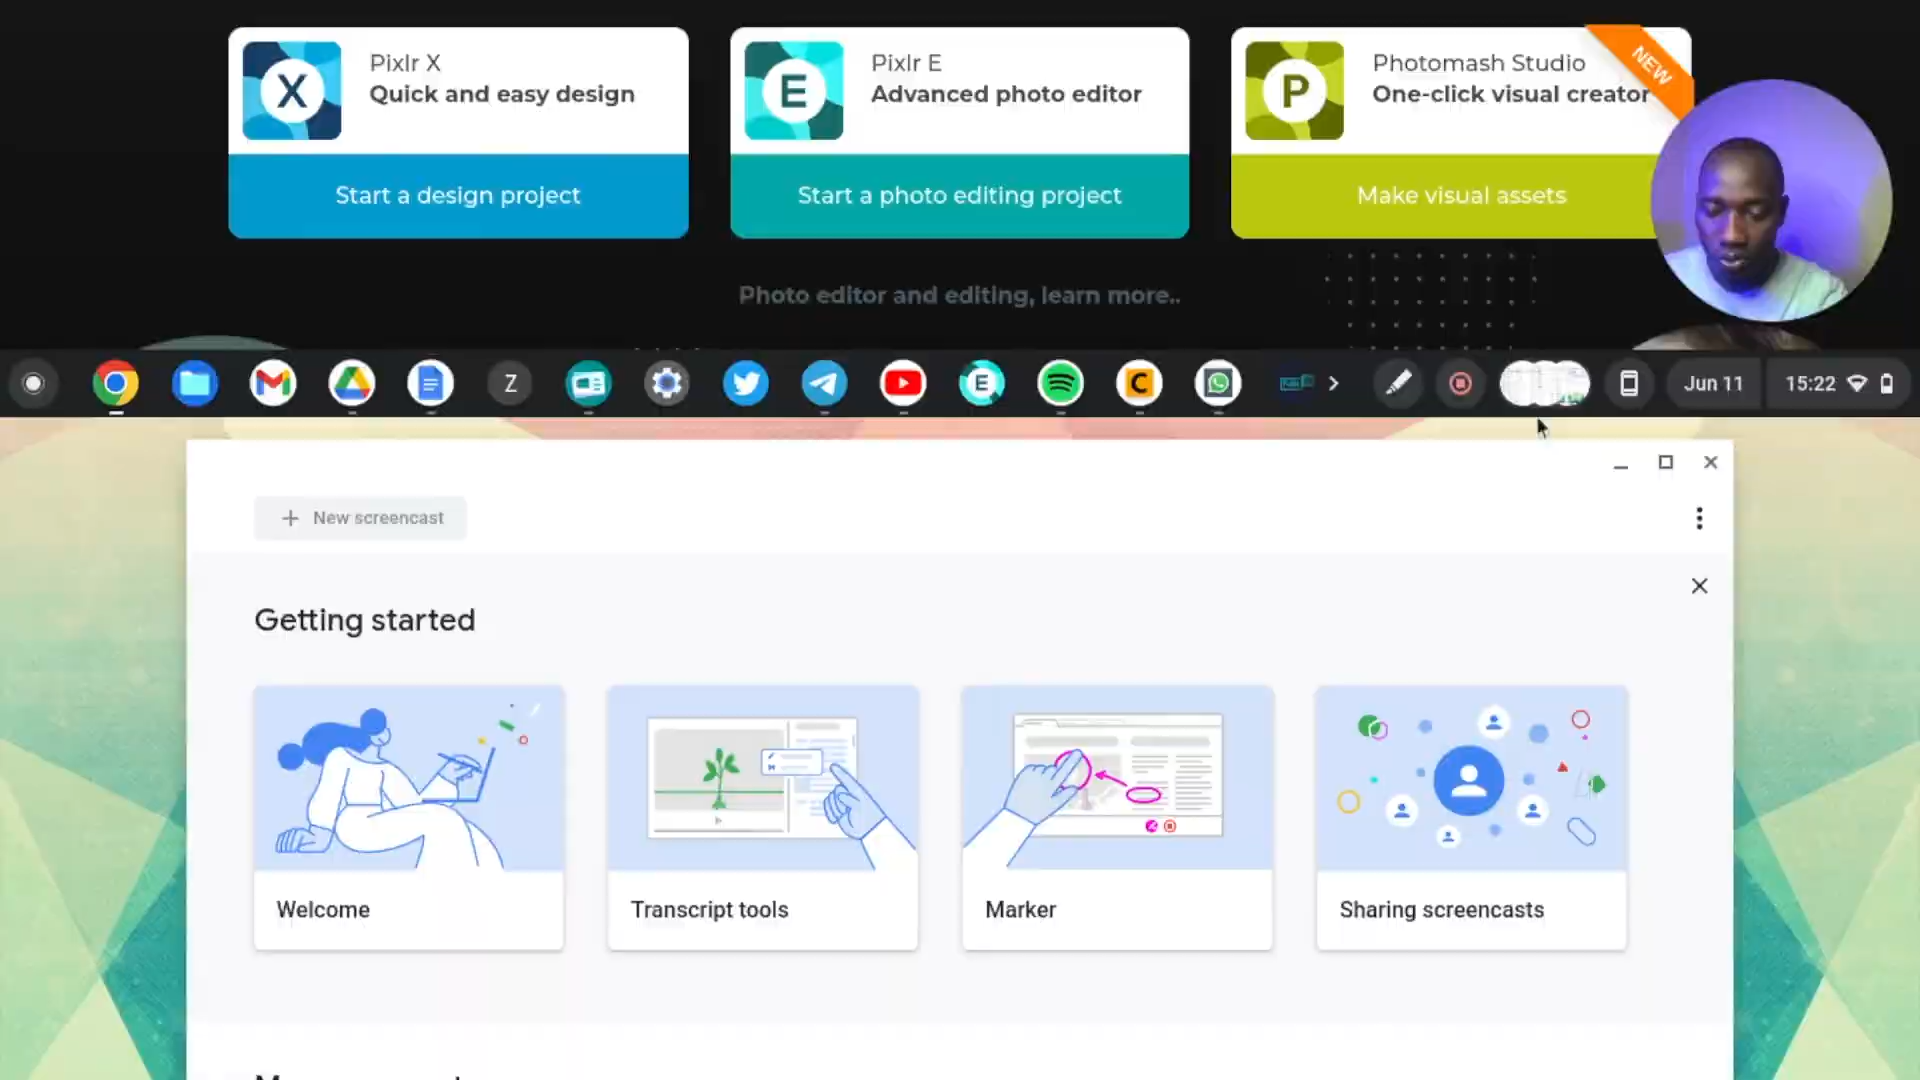 X
Pixlr X
Quick and easy design
Start a design project
E
Pixlr E
Advanced photo editor
Start a photo editing project
P
Photomash Studio
One-click visual creator
NEW
Make visual assets
Photo editor and editing, learn more..
Z
E
C
Jun 11
15:22
New screencast
Getting started
Welcome
Transcript tools
Marker
Sharing screencasts